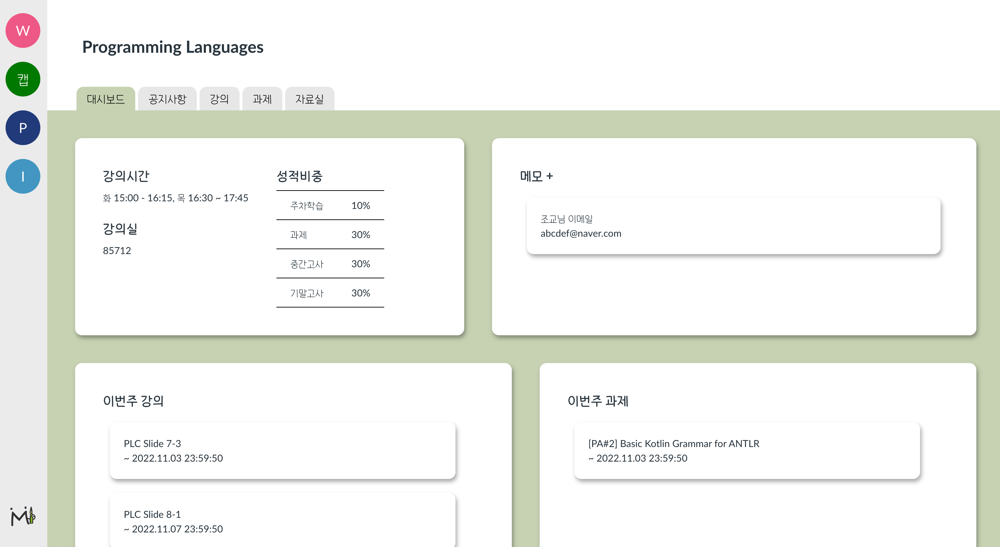 W
캡
P
I
Programming Languages
대시보드 공지사항 강의 과제 자료실
강의시간
화 15:00 - 16:15, 목 16:30 ~ 17:45
강의실
85712
성적비중
주차학습 10%
과제 30%
중간고사 30%
기말고사 30%
메모 +
조교님 이메일
abcdef@naver.com
이번주 강의
PLC Slide 7-3
~ 2022.11.03 23:59:50
PLC Slide 8-1
~ 2022.11.07 23:59:50
이번주 과제
[PA#2] Basic Kotlin Grammar for ANTLR
~ 2022.11.03 23:59:50